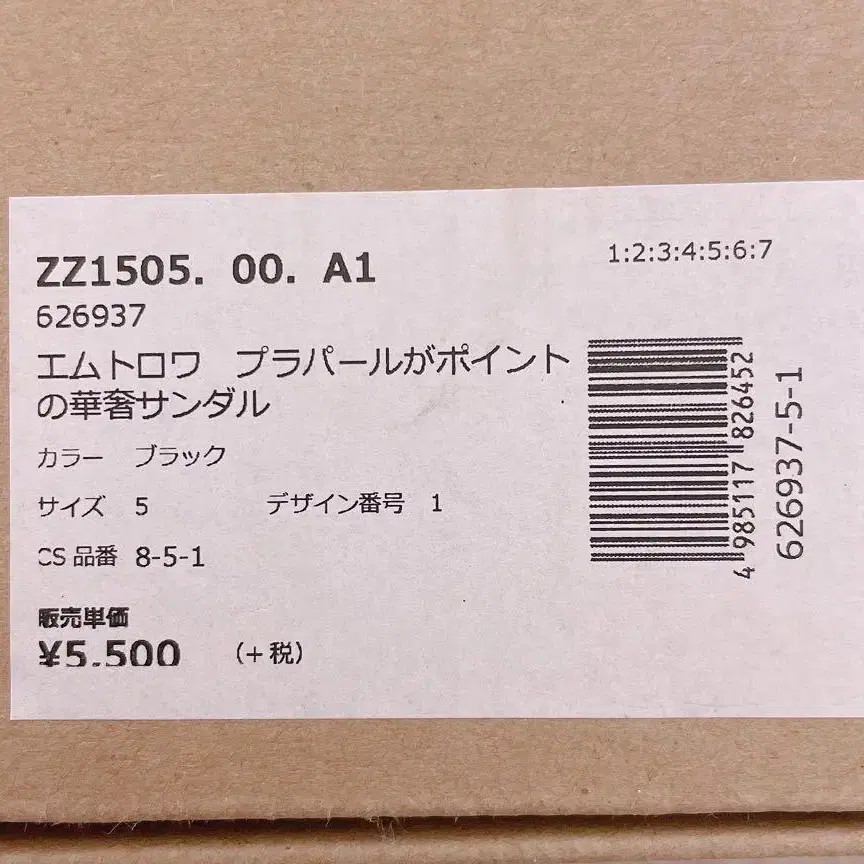 ZZ1505. 00. A1
1:2:3:4:5:6:7
626937
エムトロワ　プラパールがポイント
の華奢サンダル
カラー　ブラック
サイズ　5　デザイン番号　1
CS 品番　8-5-1
販売単価
¥5,500　(+ 税)
4 985117 826452
626937-5-1